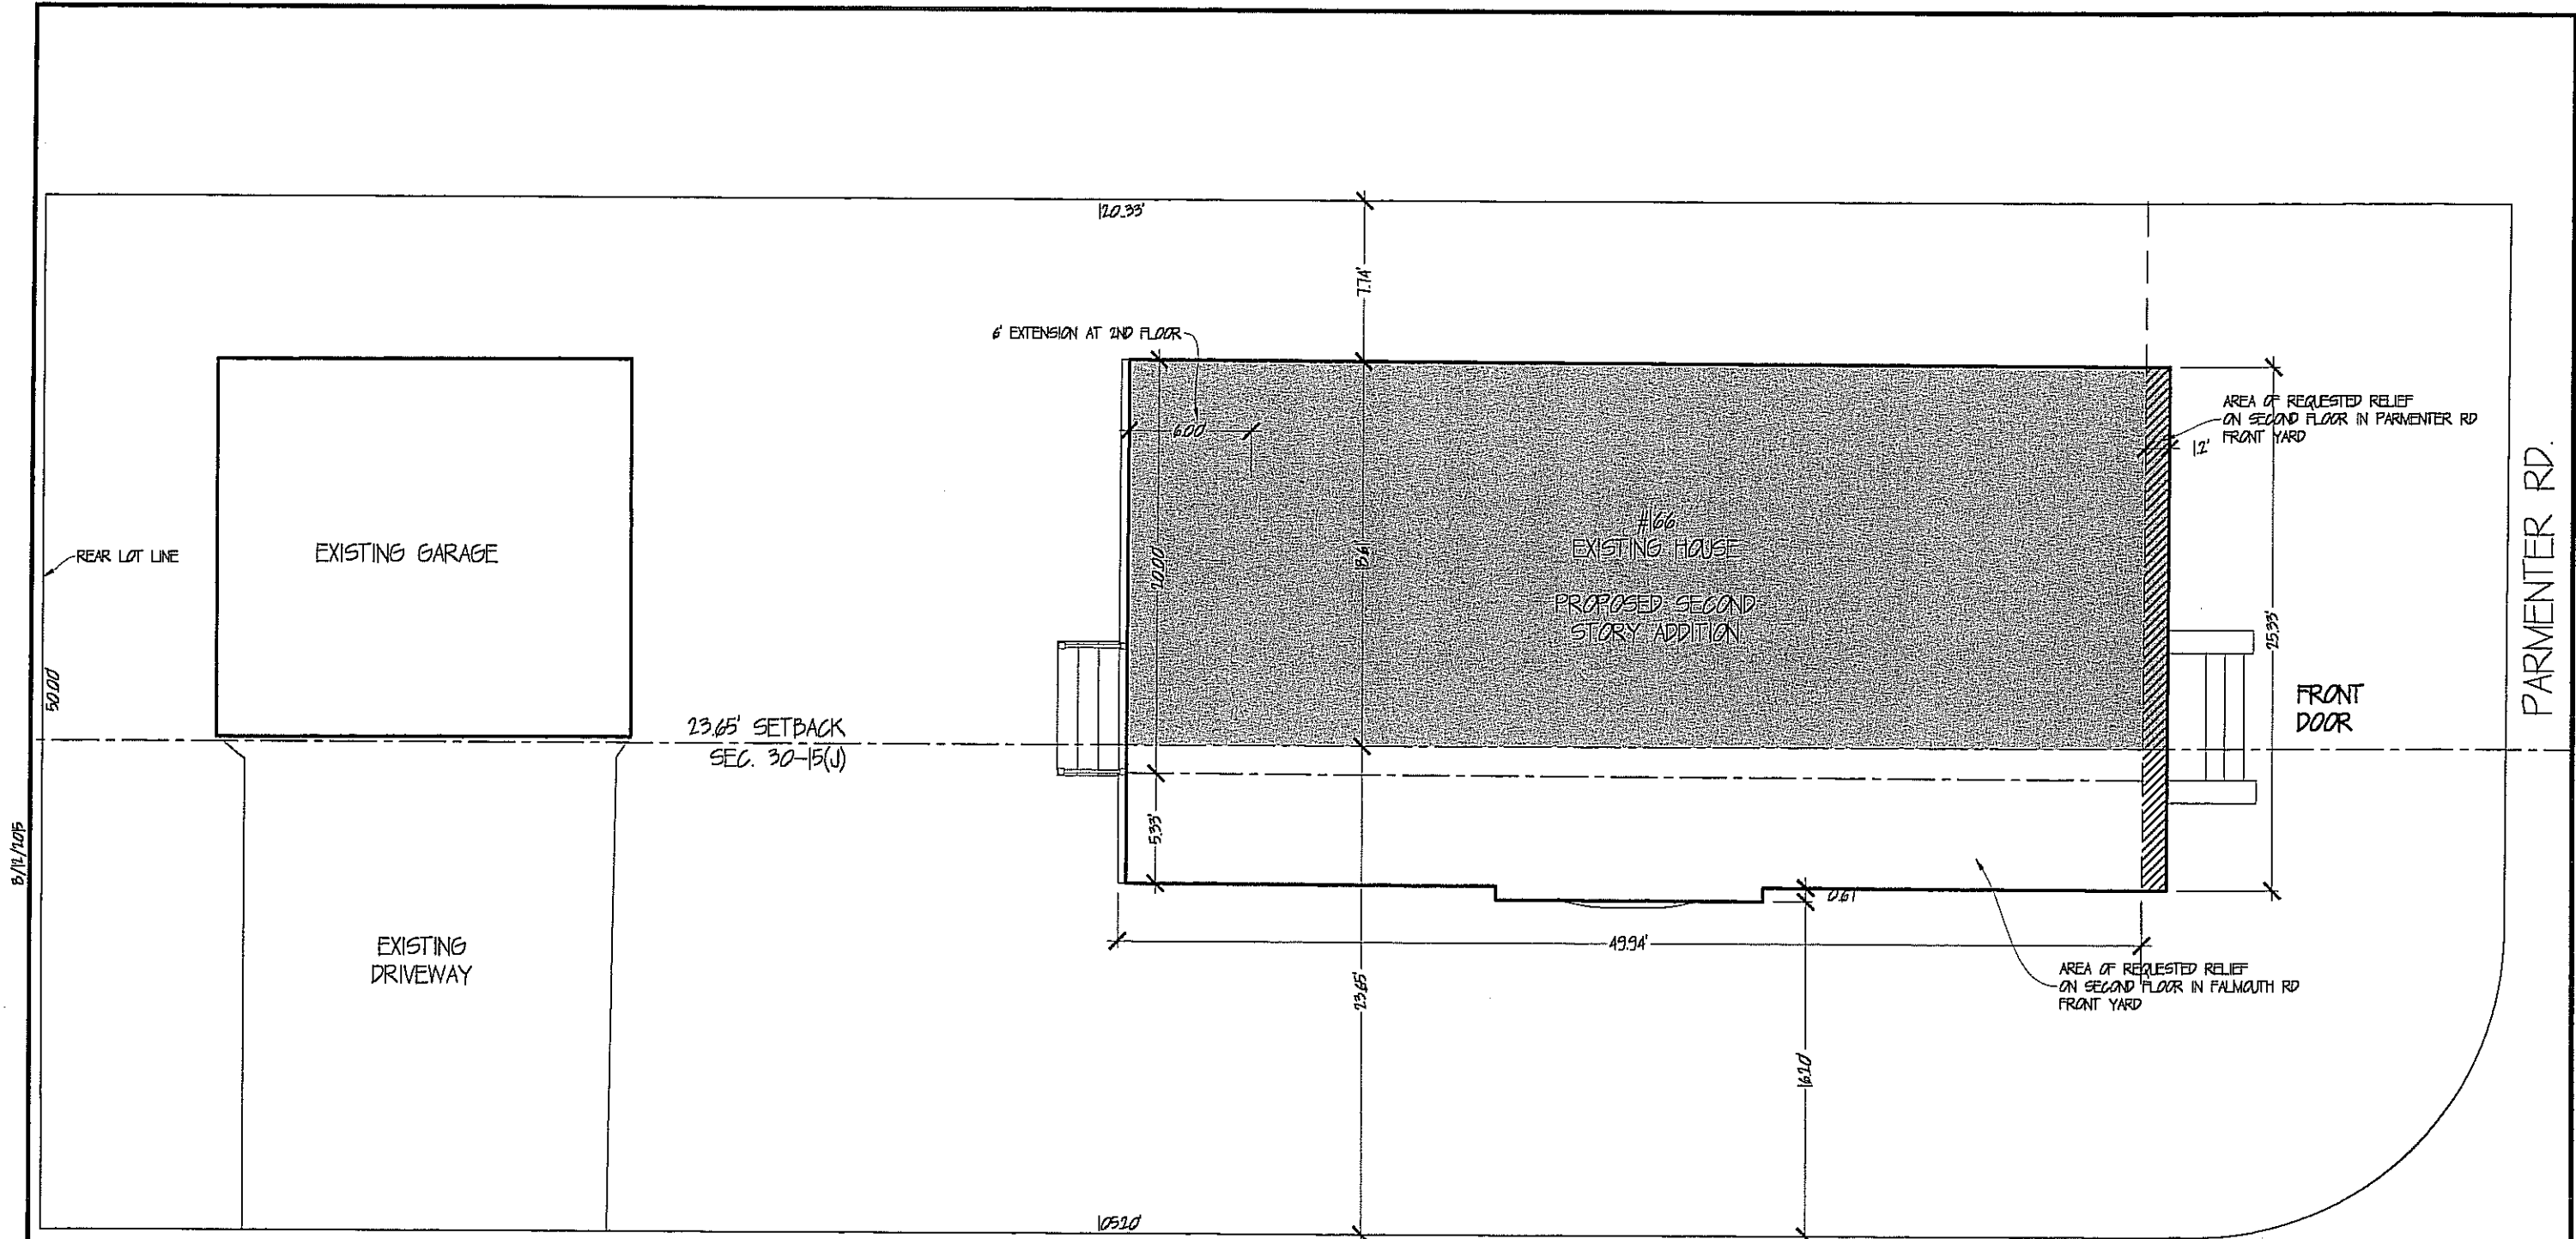 120.33'
7.74'
6' EXTENSION AT 2ND FLOOR
AREA OF REQUESTED RELIEF
ON SECOND FLOOR IN PARMENTER RD
FRONT YARD
6.00'
1.2'
PARMENTER RD.
#166
EXISTING HOUSE
PROPOSED SECOND
STORY ADDITION
REAR LOT LINE
EXISTING GARAGE
20.00'
18.61
25.33'
50.00'
FRONT
DOOR
23.65' SETBACK
SEC. 30-15(J)
5.33'
0.61
49.94'
EXISTING
DRIVEWAY
23.65'
AREA OF REQUESTED RELIEF
ON SECOND FLOOR IN FALMOUTH RD
FRONT YARD
16.20'
105.20'